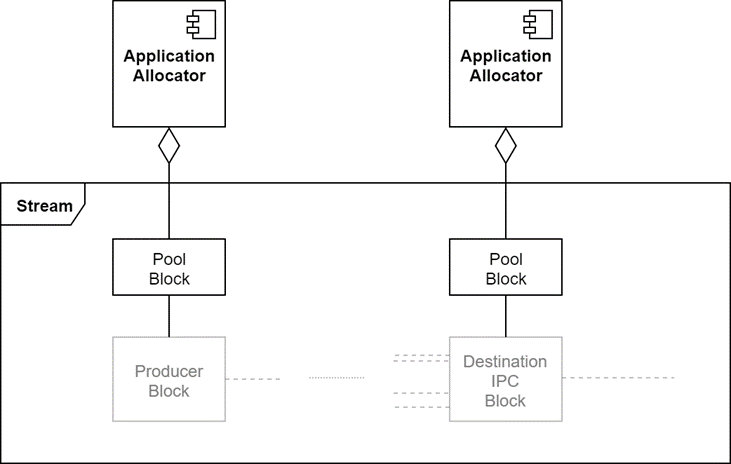 Application
Allocator
Application
Allocator
Stream
Pool
Block
Pool
Block
Producer
Block
Destination
IPC
Block